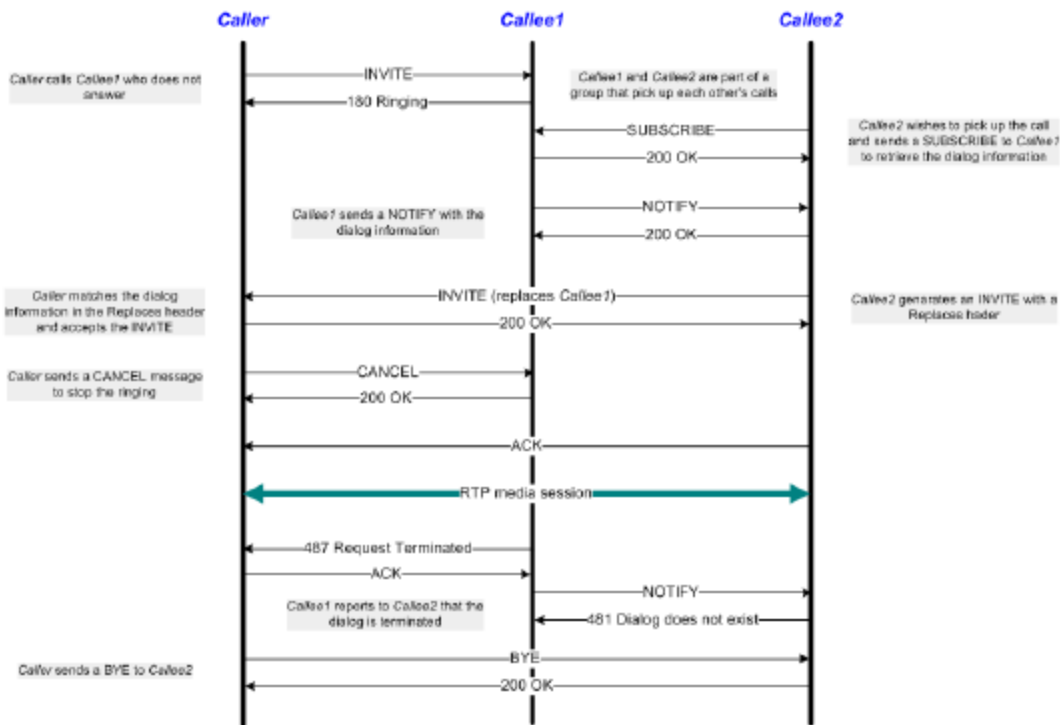 Caller Callee1 Callee2
INVITE
Caller calls Callee1 who does not
answer
Callee1 and Callee2 are part of a
group that pick up each other's calls
180 Ringing
SUBSCRIBE
Callee2 wishes to pick up the call
and sends a SUBSCRIBE to Callee1
to retrieve the dialog information
200 OK
NOTIFY
Callee1 sends a NOTIFY with the
dialog information
200 OK
INVITE (replaces Callee1)
Caller matches the dialog
information in the Replaces header
and accepts the INVITE
Callee2 generates an INVITE with a
Replaces hader
200 OK
CANCEL
Caller sends a CANCEL message
to stop the ringing
200 OK
ACK
RTP media session
487 Request Terminated
ACK
NOTIFY
Callee1 reports to Callee2 that the
dialog is terminated
481 Dialog does not exist
BYE
Caller sends a BYE to Callee2
200 OK